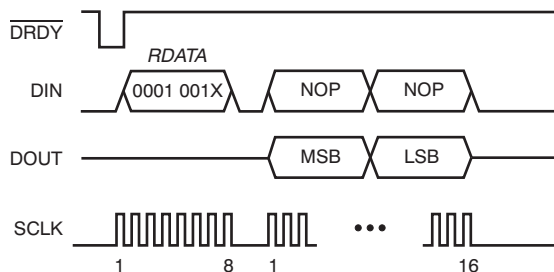 DRDY
RDATA
DIN 0001 001X NOP NOP
DOUT MSB LSB
SCLK
1 8 1 16